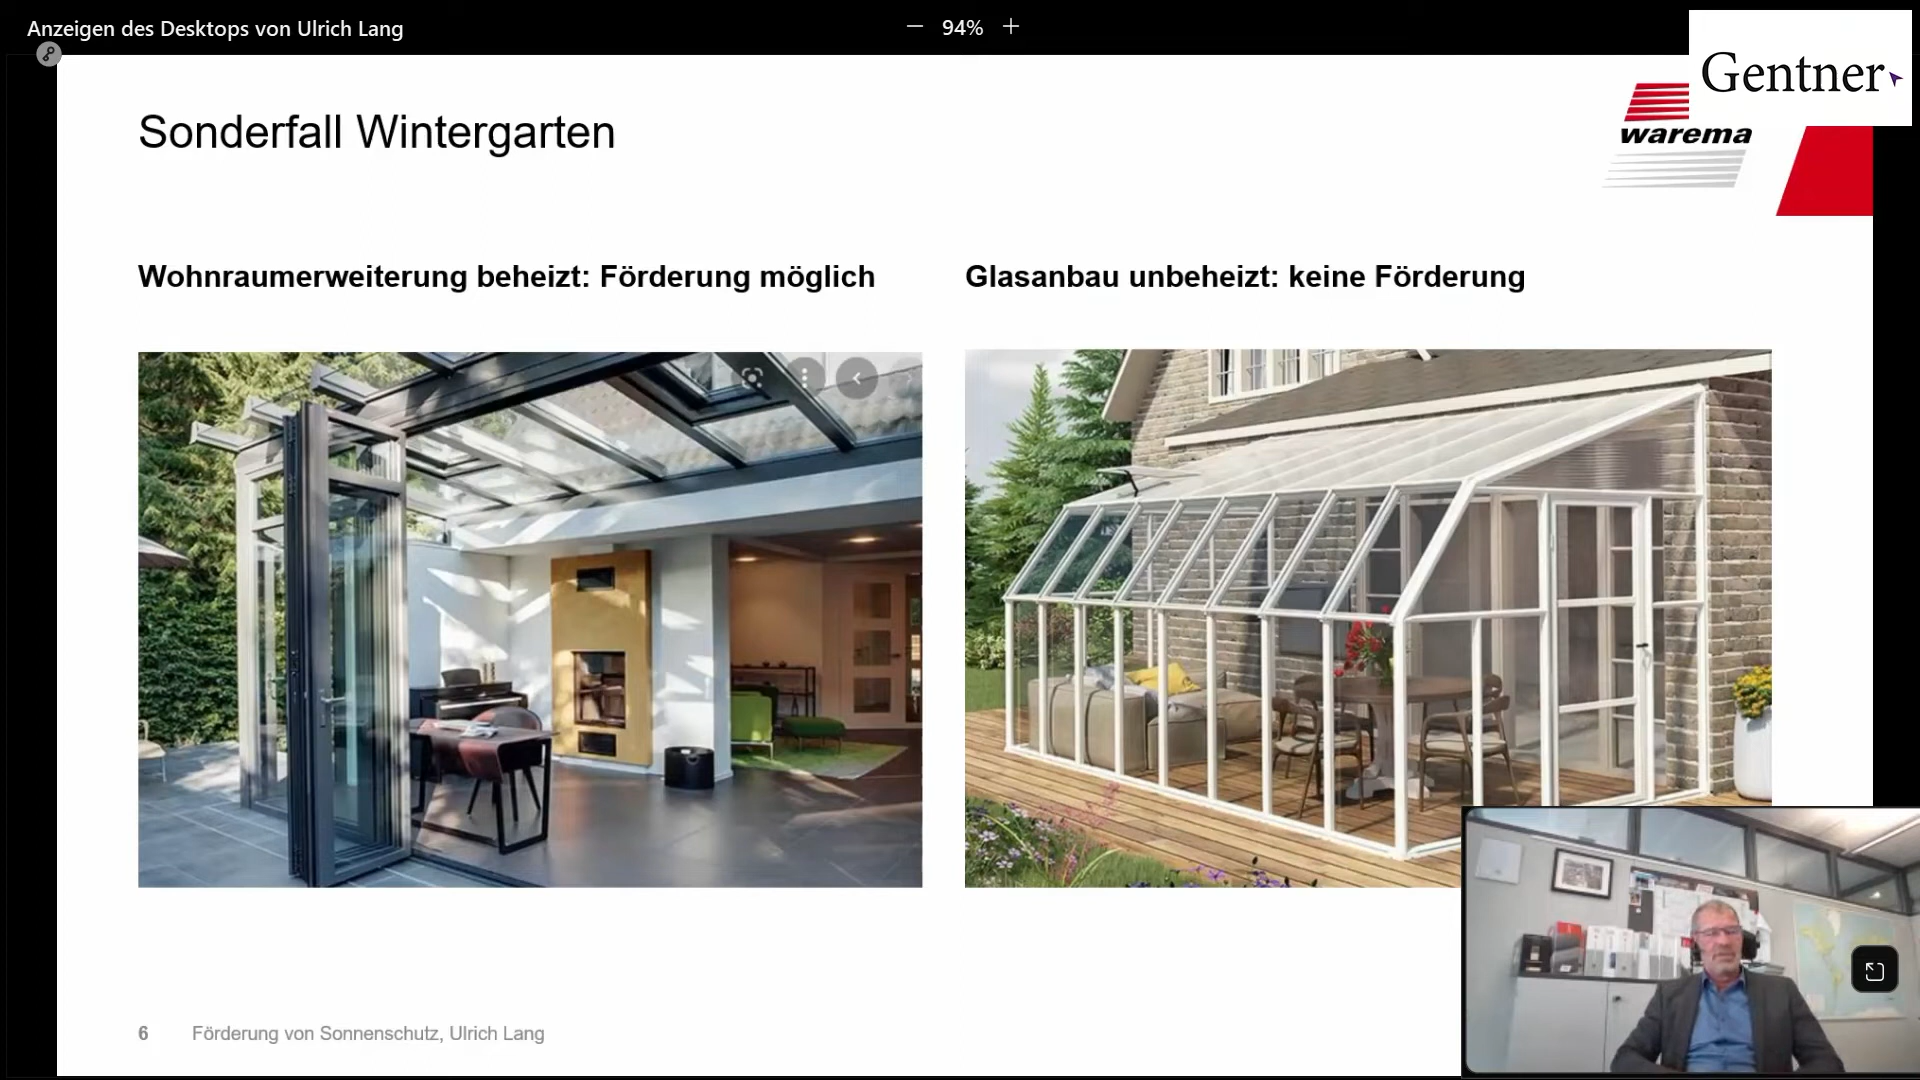 Anzeigen des Desktops von Ulrich Lang
94%
Gentner
warema
Sonderfall Wintergarten
Wohnraumerweiterung beheizt: Förderung möglich
Glasanbau unbeheizt: keine Förderung
6 Förderung von Sonnenschutz, Ulrich Lang